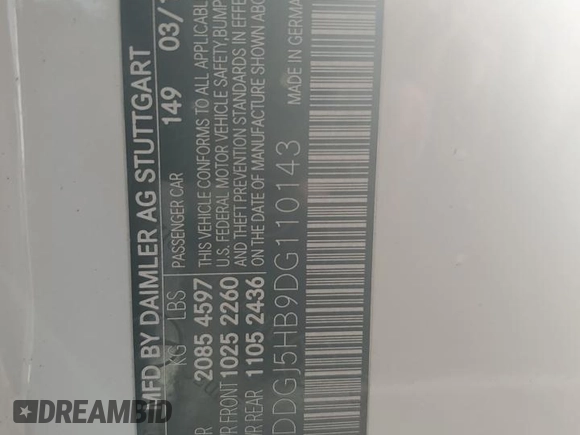 MFD BY DAIMLER AG STUTTGART
149 03/1
KG LBS PASSENGER CAR
2085 4597 THIS VEHICLE CONFORMS TO ALL APPLICABL
R FRONT 1025 2260 U.S. FEDERAL MOTOR VEHICLE SAFETY,BUMP
R REAR 1105 2436 AND THEFT PREVENTION STANDARDS IN EFFE
ON THE DATE OF MANUFACTURE SHOWN ABO
DDGJ5HB9DG110143 MADE IN GERMA
DREAMBID